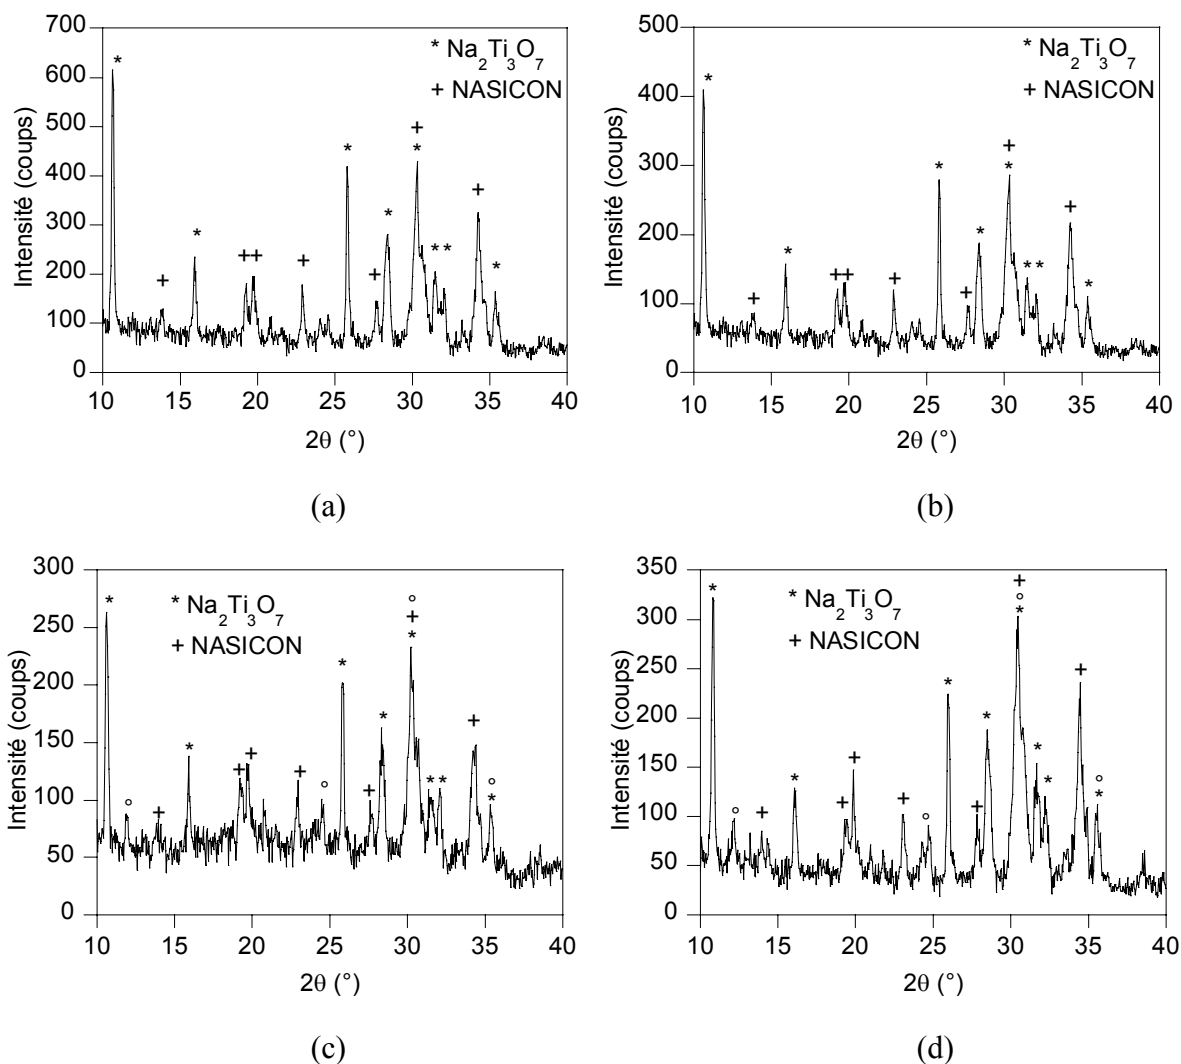 700
600
500
400
300
200
100
0
Intensité (coups)
* Na2Ti3O7
+ NASICON
10 15 20 25 30 35 40
2θ (°)
(a)
500
400
300
200
100
0
Intensité (coups)
* Na2Ti3O7
+ NASICON
10 15 20 25 30 35 40
2θ (°)
(b)
300
250
200
150
100
50
0
Intensité (coups)
* Na2Ti3O7
+ NASICON
10 15 20 25 30 35 40
2θ (°)
(c)
350
300
250
200
150
100
50
0
Intensité (coups)
* Na2Ti3O7
+ NASICON
10 15 20 25 30 35 40
2θ (°)
(d)